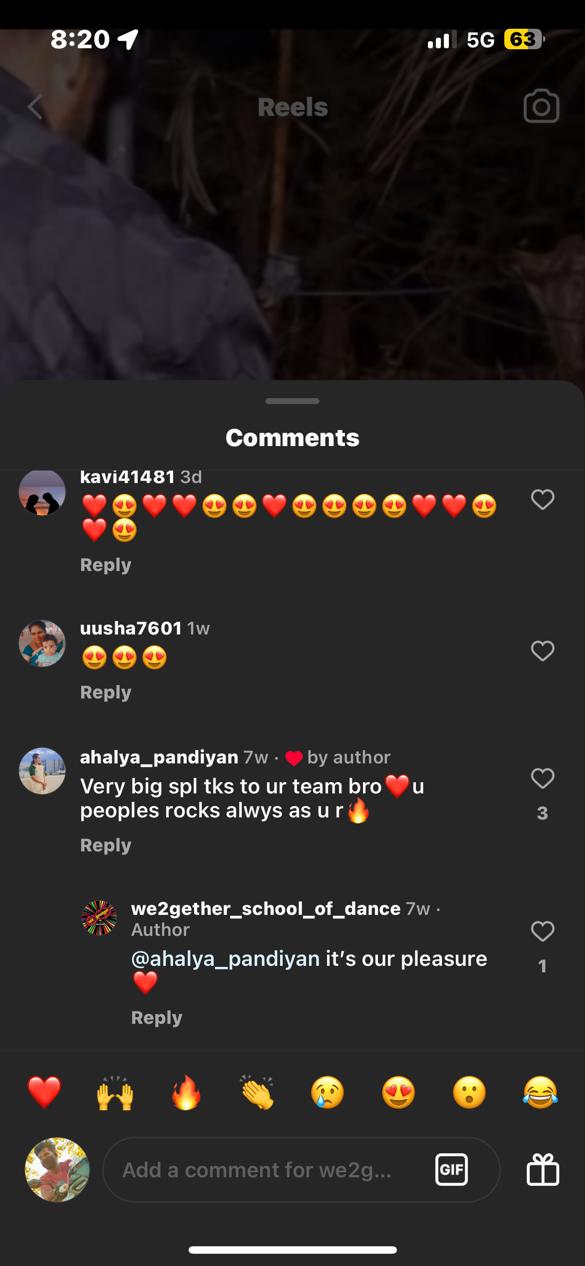 8:20 5G 63
Reels
Comments
kavi41481 3d
❤️😍❤️❤️😍😍❤️😍😍😍😍❤️❤️😍
❤️😍
Reply
uusha7601 1w
😍😍😍
Reply
ahalya_pandiyan 7w · ❤️ by author
Very big spl tks to ur team bro❤️u
peoples rocks alwys as u r🔥
3
Reply
we2gether_school_of_dance 7w ·
Author
@ahalya_pandiyan it’s our pleasure
❤️
1
Reply
❤️ 🙌 🔥 👏 😢 😍 😮 😂
Add a comment for we2g... GIF